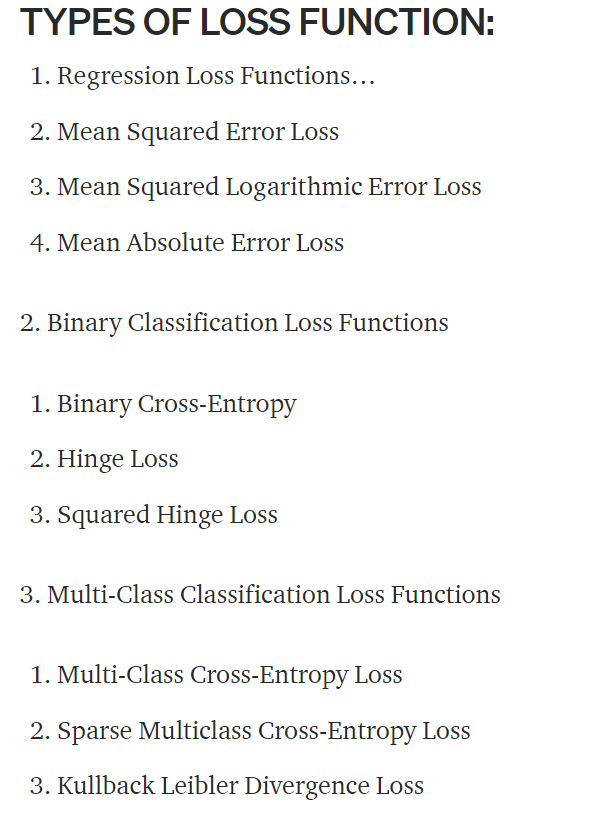 TYPES OF LOSS FUNCTION:
1. Regression Loss Functions…
2. Mean Squared Error Loss
3. Mean Squared Logarithmic Error Loss
4. Mean Absolute Error Loss
2. Binary Classification Loss Functions
1. Binary Cross-Entropy
2. Hinge Loss
3. Squared Hinge Loss
3. Multi-Class Classification Loss Functions
1. Multi-Class Cross-Entropy Loss
2. Sparse Multiclass Cross-Entropy Loss
3. Kullback Leibler Divergence Loss